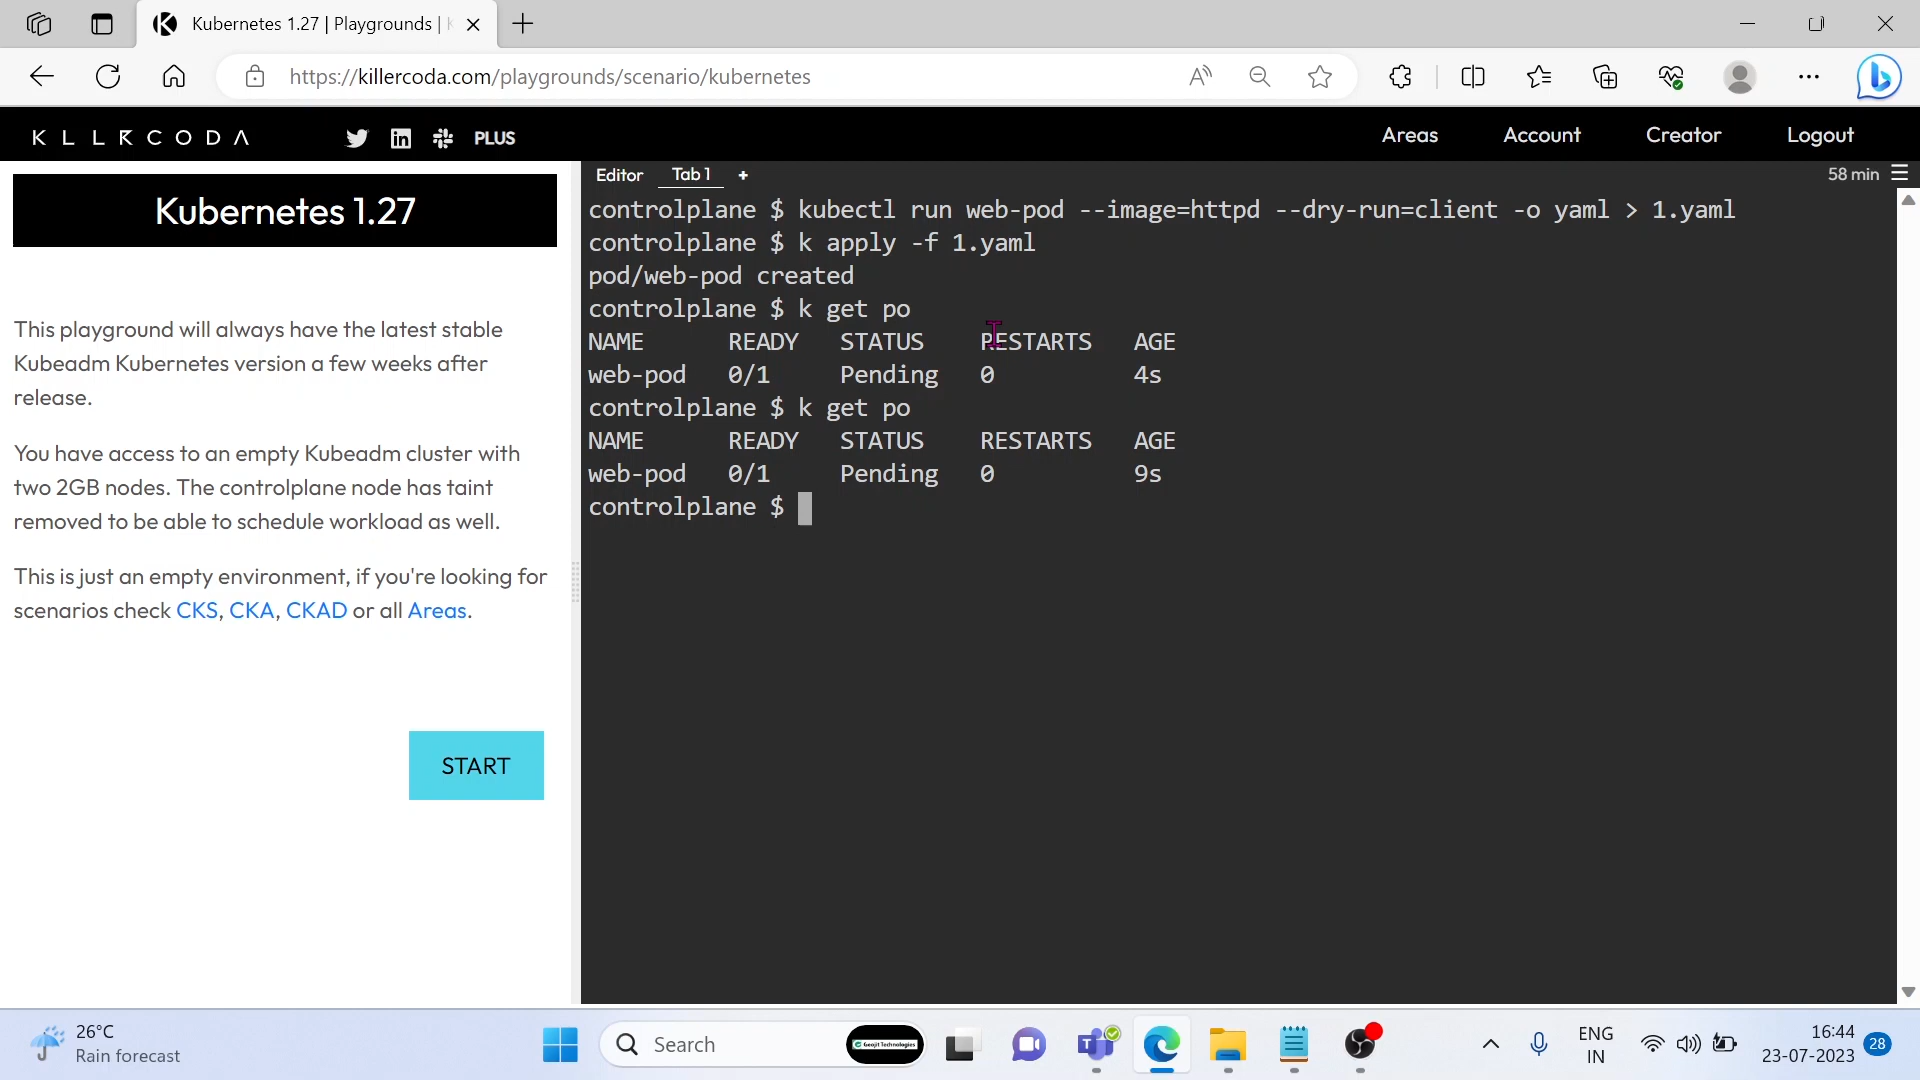 Kubernetes 1.27 | Playgrounds |
https://killercoda.com/playgrounds/scenario/kubernetes
KLLRCODA
PLUS
Areas
Account
Creator
Logout
Kubernetes 1.27
This playground will always have the latest stable
Kubeadm Kubernetes version a few weeks after
release.
You have access to an empty Kubeadm cluster with
two 2GB nodes. The controlplane node has taint
removed to be able to schedule workload as well.
This is just an empty environment, if you're looking for
scenarios check CKS, CKA, CKAD or all Areas.
START
Editor
Tab 1
+
58 min
controlplane $ kubectl run web-pod --image=httpd --dry-run=client -o yaml > 1.yaml
controlplane $ k apply -f 1.yaml
pod/web-pod created
controlplane $ k get po
NAME READY STATUS RESTARTS AGE
web-pod 0/1 Pending 0 4s
controlplane $ k get po
NAME READY STATUS RESTARTS AGE
web-pod 0/1 Pending 0 9s
controlplane $
26°C
Rain forecast
Search
Geojit Technologies
ENG
IN
16:44
23-07-2023
28